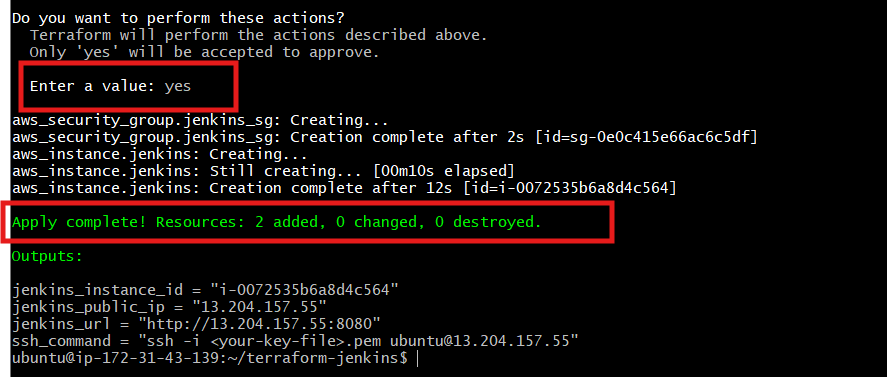 Do you want to perform these actions?
Terraform will perform the actions described above.
Only 'yes' will be accepted to approve.
Enter a value: yes
aws_security_group.jenkins_sg: Creating...
aws_security_group.jenkins_sg: Creation complete after 2s [id=sg-0e0c415e66ac6c5df]
aws_instance.jenkins: Creating...
aws_instance.jenkins: Still creating... [00m10s elapsed]
aws_instance.jenkins: Creation complete after 12s [id=i-0072535b6a8d4c564]
Apply complete! Resources: 2 added, 0 changed, 0 destroyed.
Outputs:
jenkins_instance_id = "i-0072535b6a8d4c564"
jenkins_public_ip = "13.204.157.55"
jenkins_url = "http://13.204.157.55:8080"
ssh_command = "ssh -i <your-key-file>.pem ubuntu@13.204.157.55"
ubuntu@ip-172-31-43-139:~/terraform-jenkins$